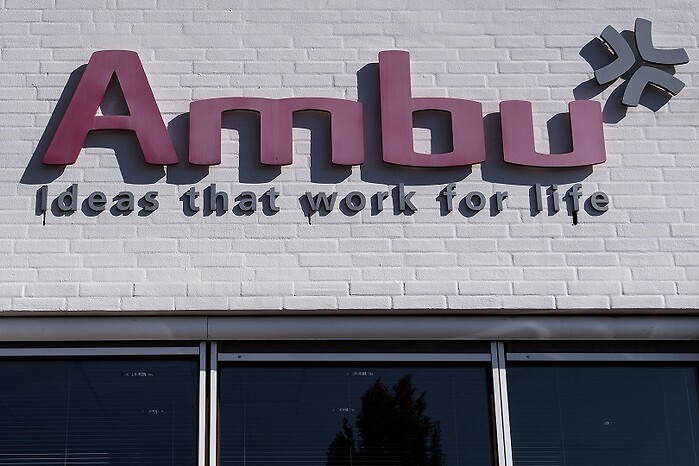 Ambu
Ideas that work for life